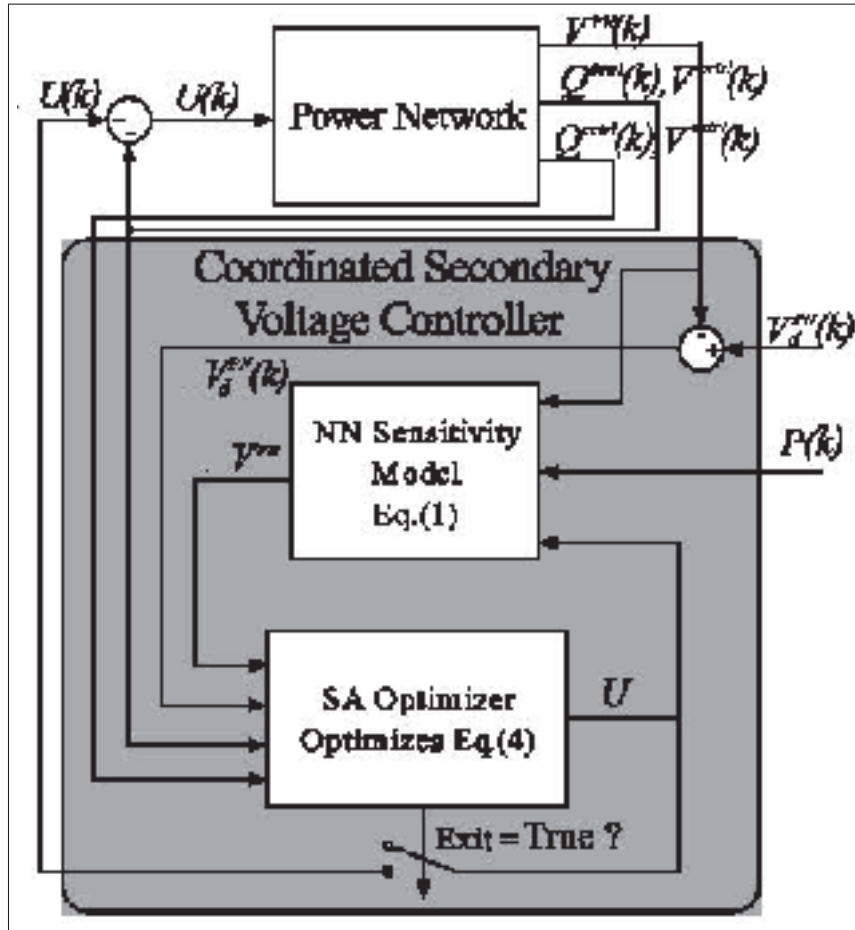 U(k)
U(k)
Power Network
Coordinated Secondary
Voltage Controller
NN Sensitivity
Model
Eq.(1)
P(k)
SA Optimizer
Optimizes Eq.(4)
U
Exit = True ?